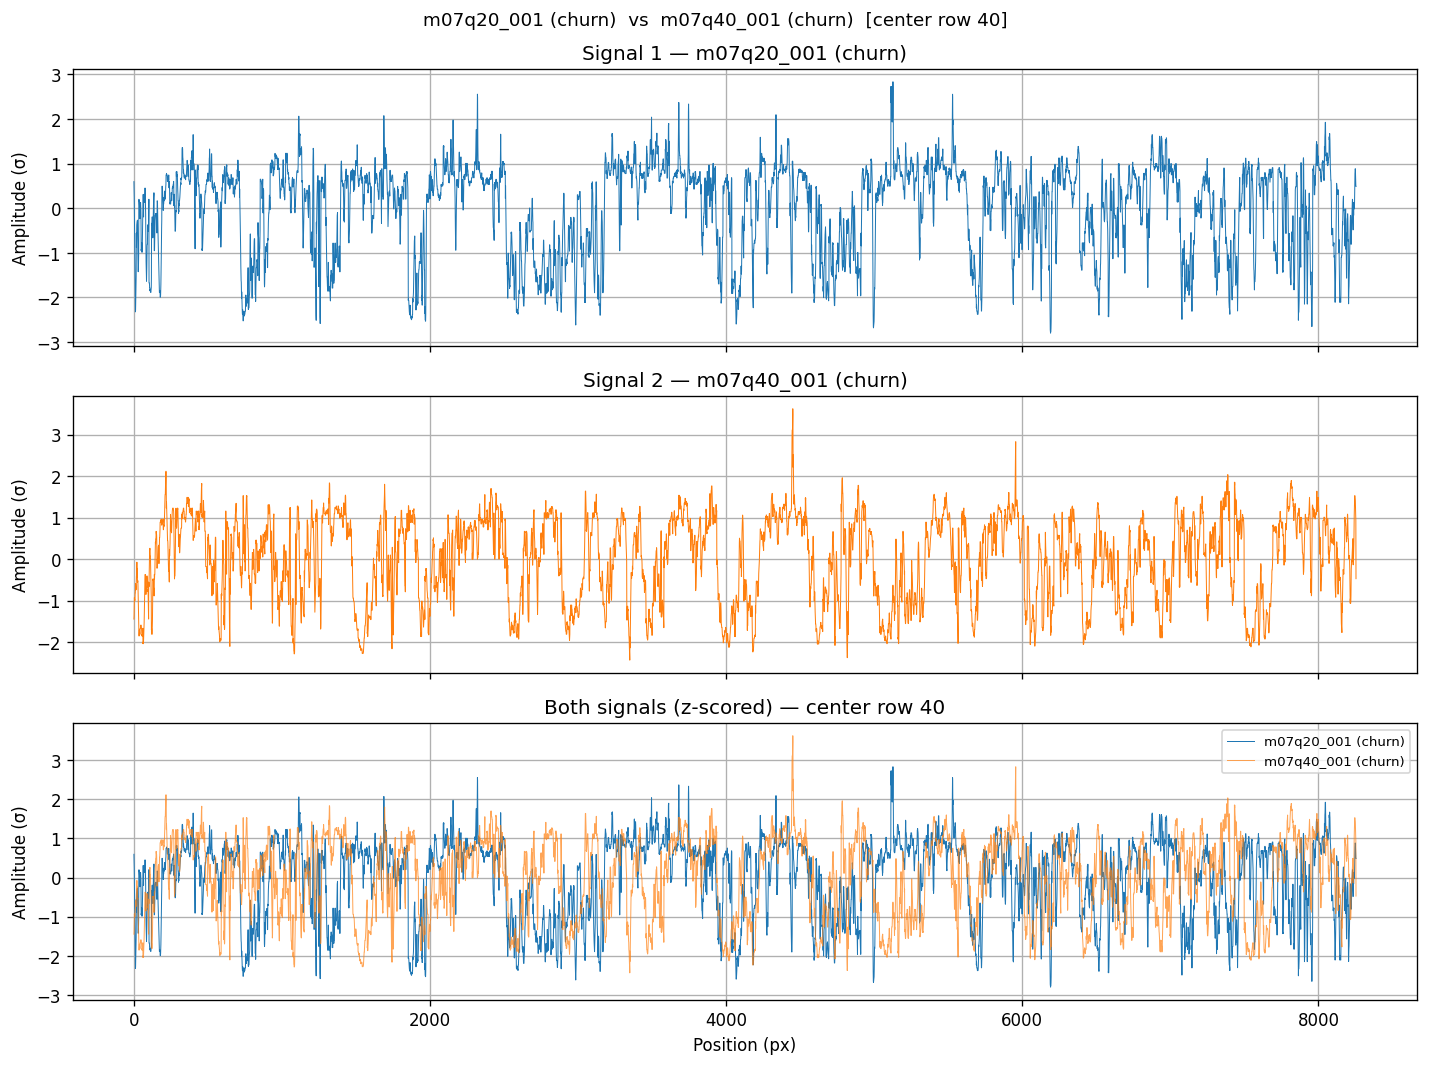 m07q20_001 (churn)  vs  m07q40_001 (churn)  [center row 40]
Signal 1 — m07q20_001 (churn)
Amplitude (σ)
3
2
1
0
−1
−2
−3
Signal 2 — m07q40_001 (churn)
Amplitude (σ)
3
2
1
0
−1
−2
Both signals (z-scored) — center row 40
m07q20_001 (churn)
m07q40_001 (churn)
Amplitude (σ)
3
2
1
0
−1
−2
−3
0 2000 4000 6000 8000
Position (px)